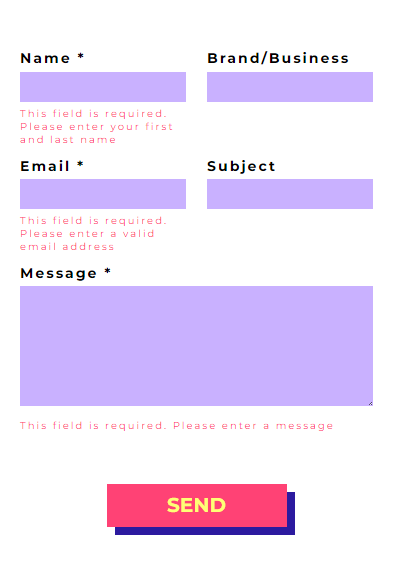 Name *
Brand/Business
This field is required.
Please enter your first
and last name
Email *
Subject
This field is required.
Please enter a valid
email address
Message *
This field is required. Please enter a message
SEND